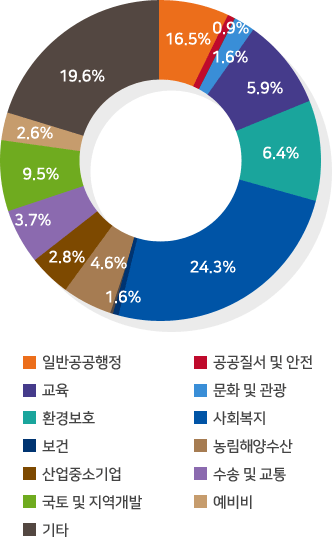 16.5%
0.9%
1.6%
5.9%
6.4%
24.3%
1.6%
4.6%
2.8%
3.7%
9.5%
2.6%
19.6%
일반공공행정
공공질서 및 안전
교육
문화 및 관광
환경보호
사회복지
보건
농림해양수산
산업중소기업
수송 및 교통
국토 및 지역개발
예비비
기타